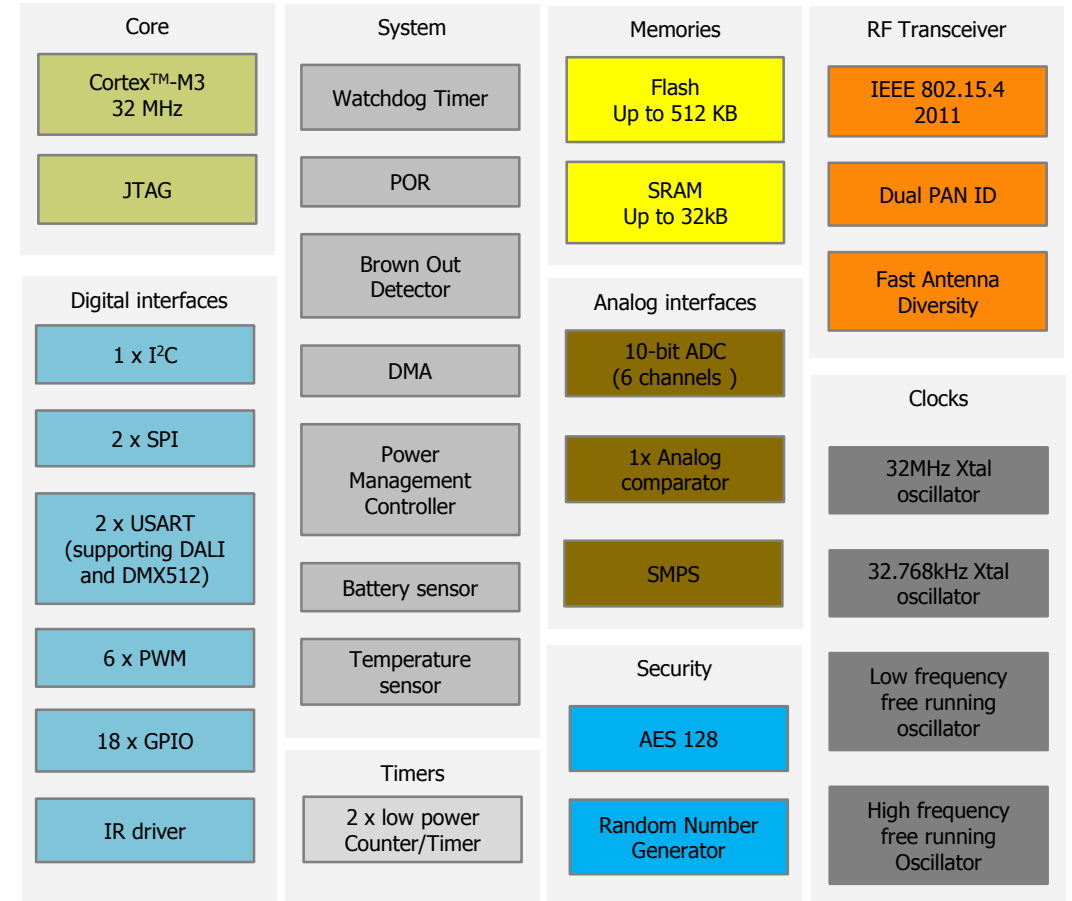 Core
Cortex™-M3
32 MHz
JTAG
Digital interfaces
1 x I²C
2 x SPI
2 x USART
(supporting DALI
and DMX512)
6 x PWM
18 x GPIO
IR driver
System
Watchdog Timer
POR
Brown Out
Detector
DMA
Power
Management
Controller
Battery sensor
Temperature
sensor
Timers
2 x low power
Counter/Timer
Memories
Flash
Up to 512 KB
SRAM
Up to 32kB
Analog interfaces
10-bit ADC
(6 channels )
1x Analog
comparator
SMPS
Security
AES 128
Random Number
Generator
RF Transceiver
IEEE 802.15.4
2011
Dual PAN ID
Fast Antenna
Diversity
Clocks
32MHz Xtal
oscillator
32.768kHz Xtal
oscillator
Low frequency
free running
oscillator
High frequency
free running
Oscillator